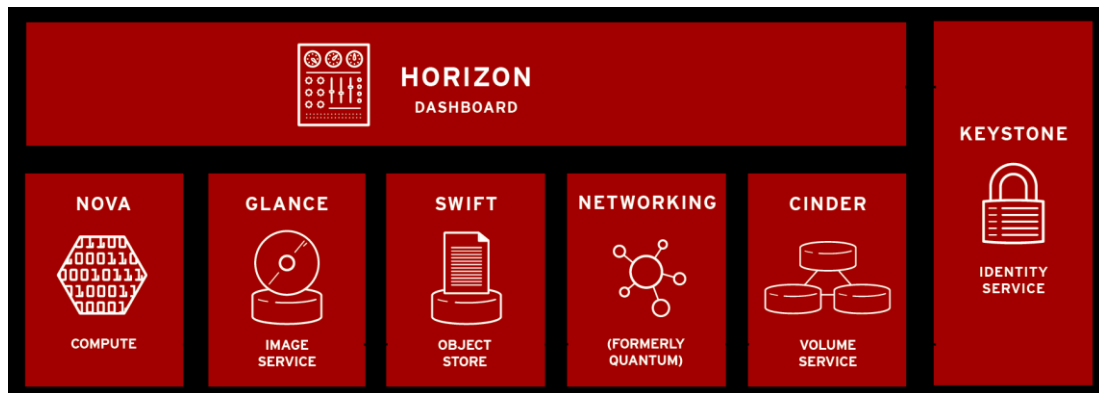 HORIZON
DASHBOARD
KEYSTONE
IDENTITY
SERVICE
NOVA
COMPUTE
GLANCE
IMAGE
SERVICE
SWIFT
OBJECT
STORE
NETWORKING
(FORMERLY
QUANTUM)
CINDER
VOLUME
SERVICE